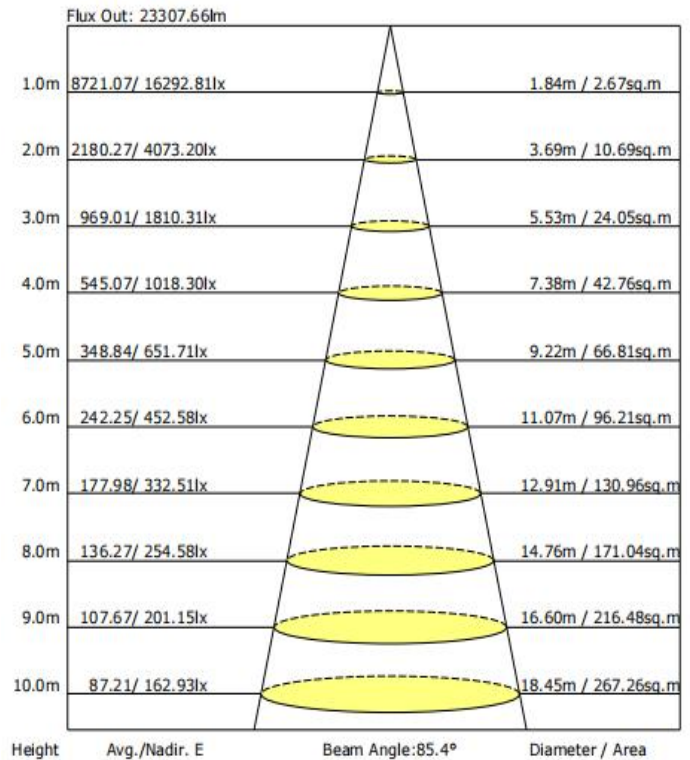 Flux Out: 23307.66lm
1.0m 8721.07/ 16292.81lx 1.84m / 2.67sq.m
2.0m 2180.27/ 4073.20lx 3.69m / 10.69sq.m
3.0m 969.01/ 1810.31lx 5.53m / 24.05sq.m
4.0m 545.07/ 1018.30lx 7.38m / 42.76sq.m
5.0m 348.84/ 651.71lx 9.22m / 66.81sq.m
6.0m 242.25/ 452.58lx 11.07m / 96.21sq.m
7.0m 177.98/ 332.51lx 12.91m / 130.96sq.m
8.0m 136.27/ 254.58lx 14.76m / 171.04sq.m
9.0m 107.67/ 201.15lx 16.60m / 216.48sq.m
10.0m 87.21/ 162.93lx 18.45m / 267.26sq.m
Height Avg./Nadir. E Beam Angle:85.4° Diameter / Area